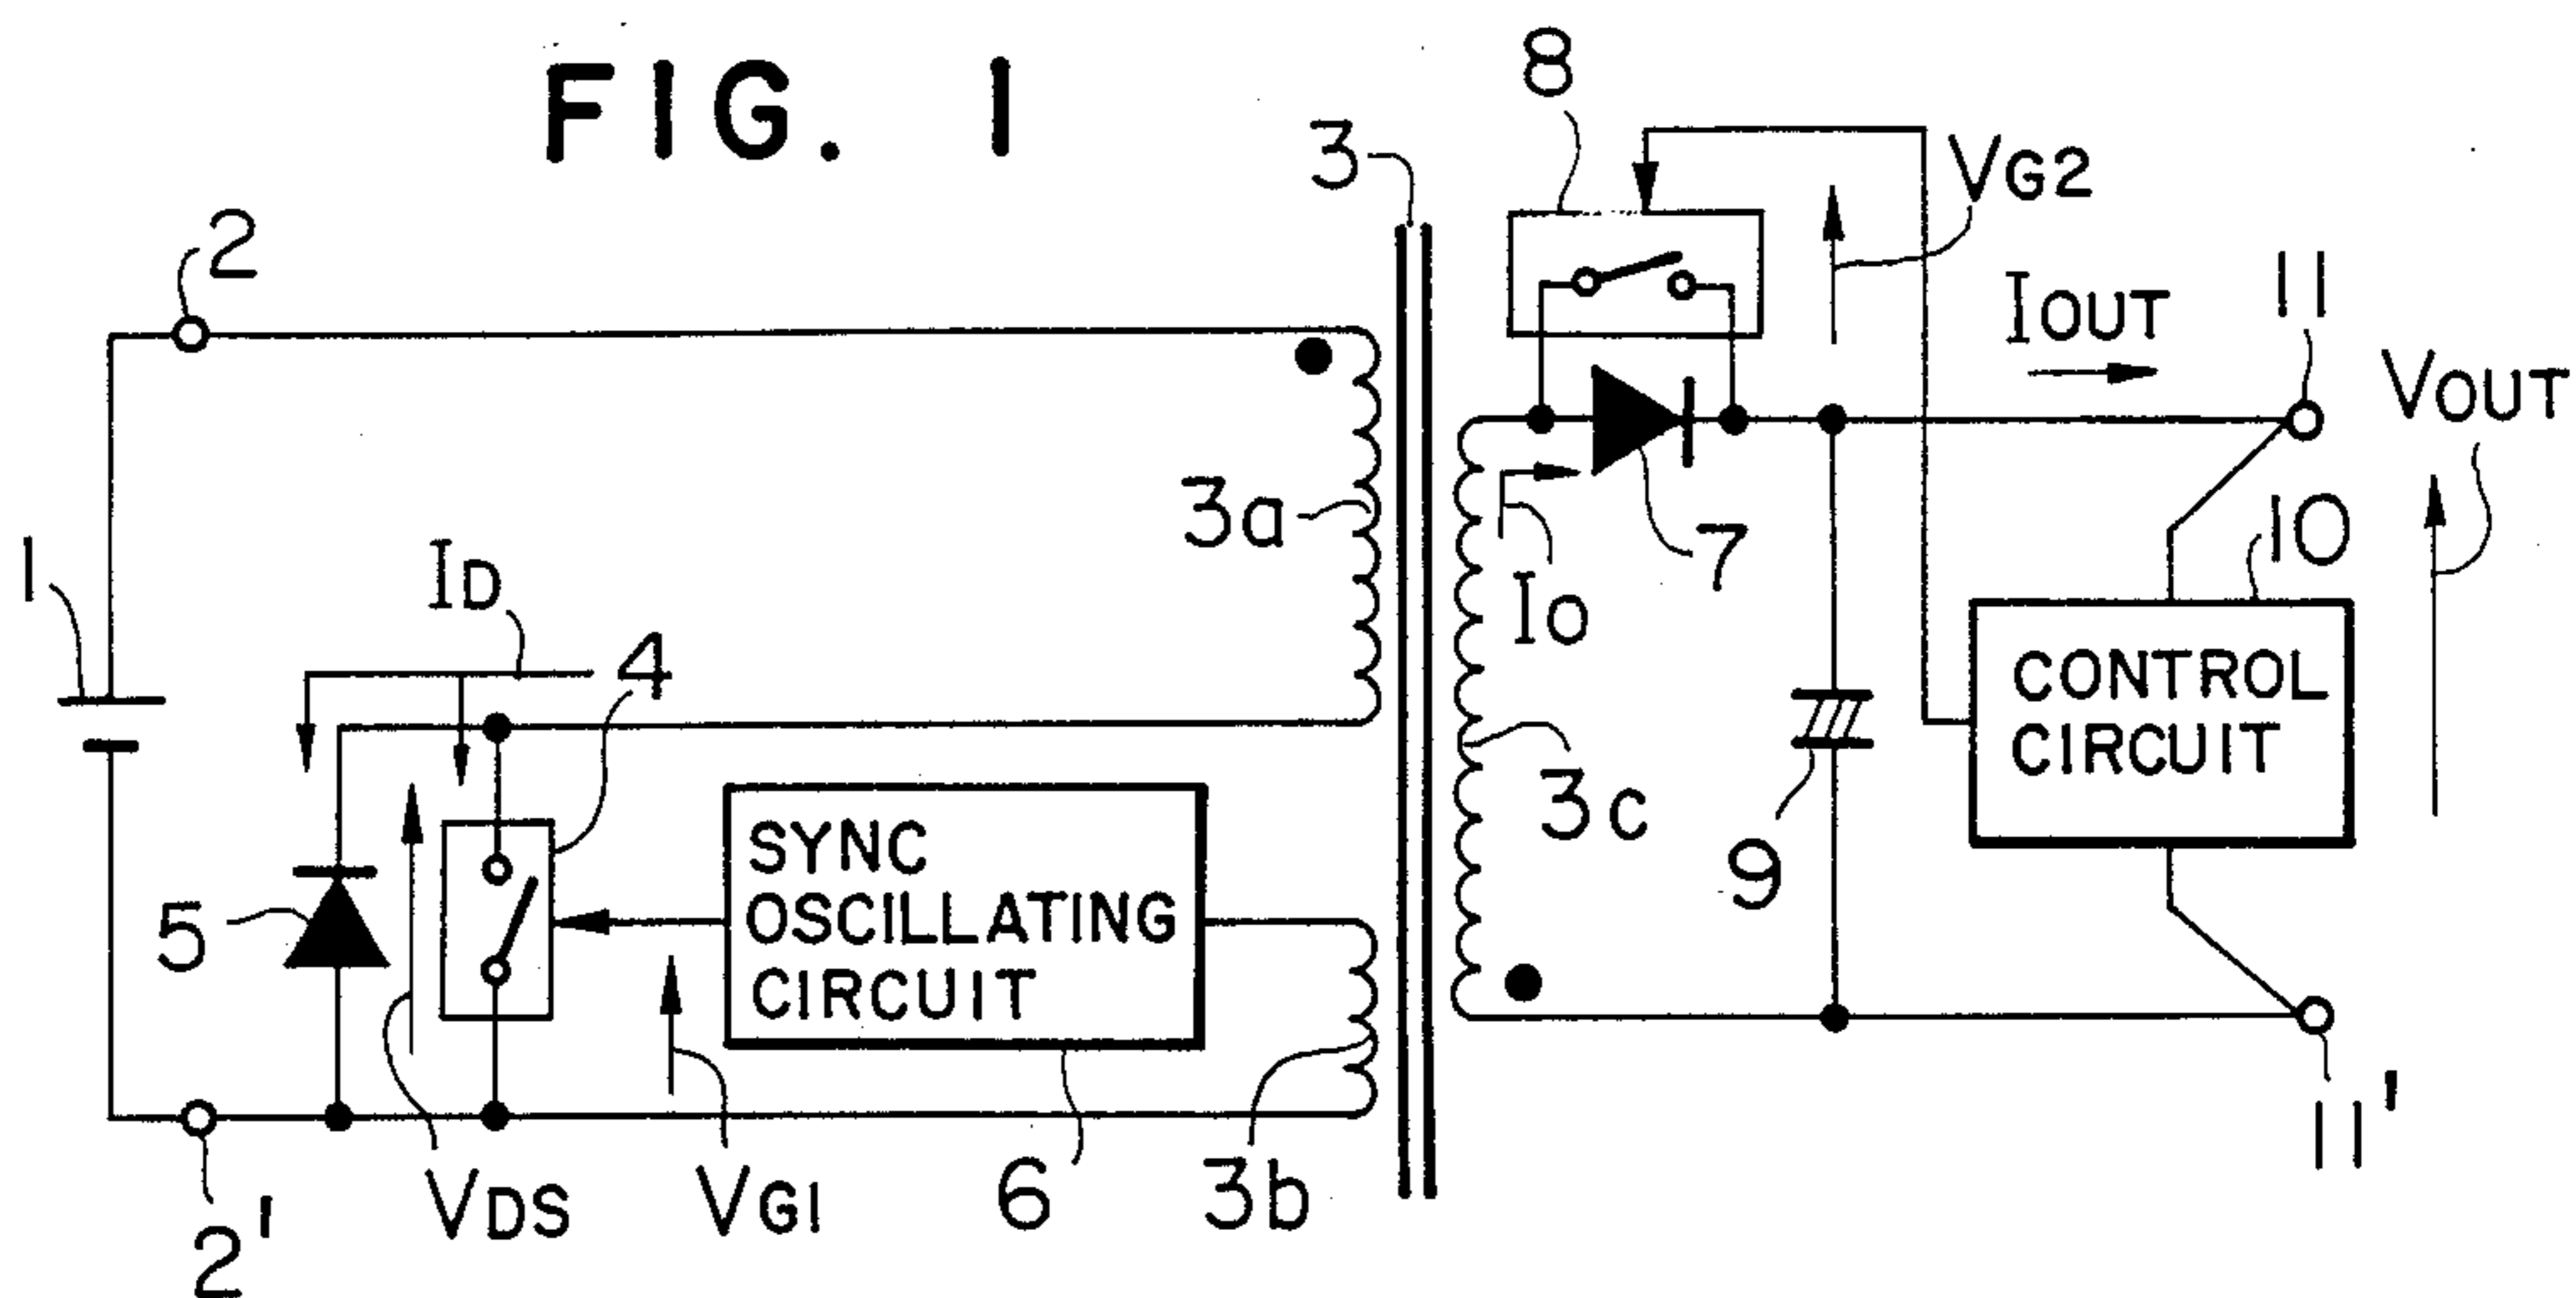 FIG. 1
8
3
VG2
2
IOUT
11
VOUT
3a
10
1
ID
7
4
IO
CONTROL
CIRCUIT
3c
9
SYNC
OSCILLATING
CIRCUIT
5
VDS
VG1
6
3b
11'
2'